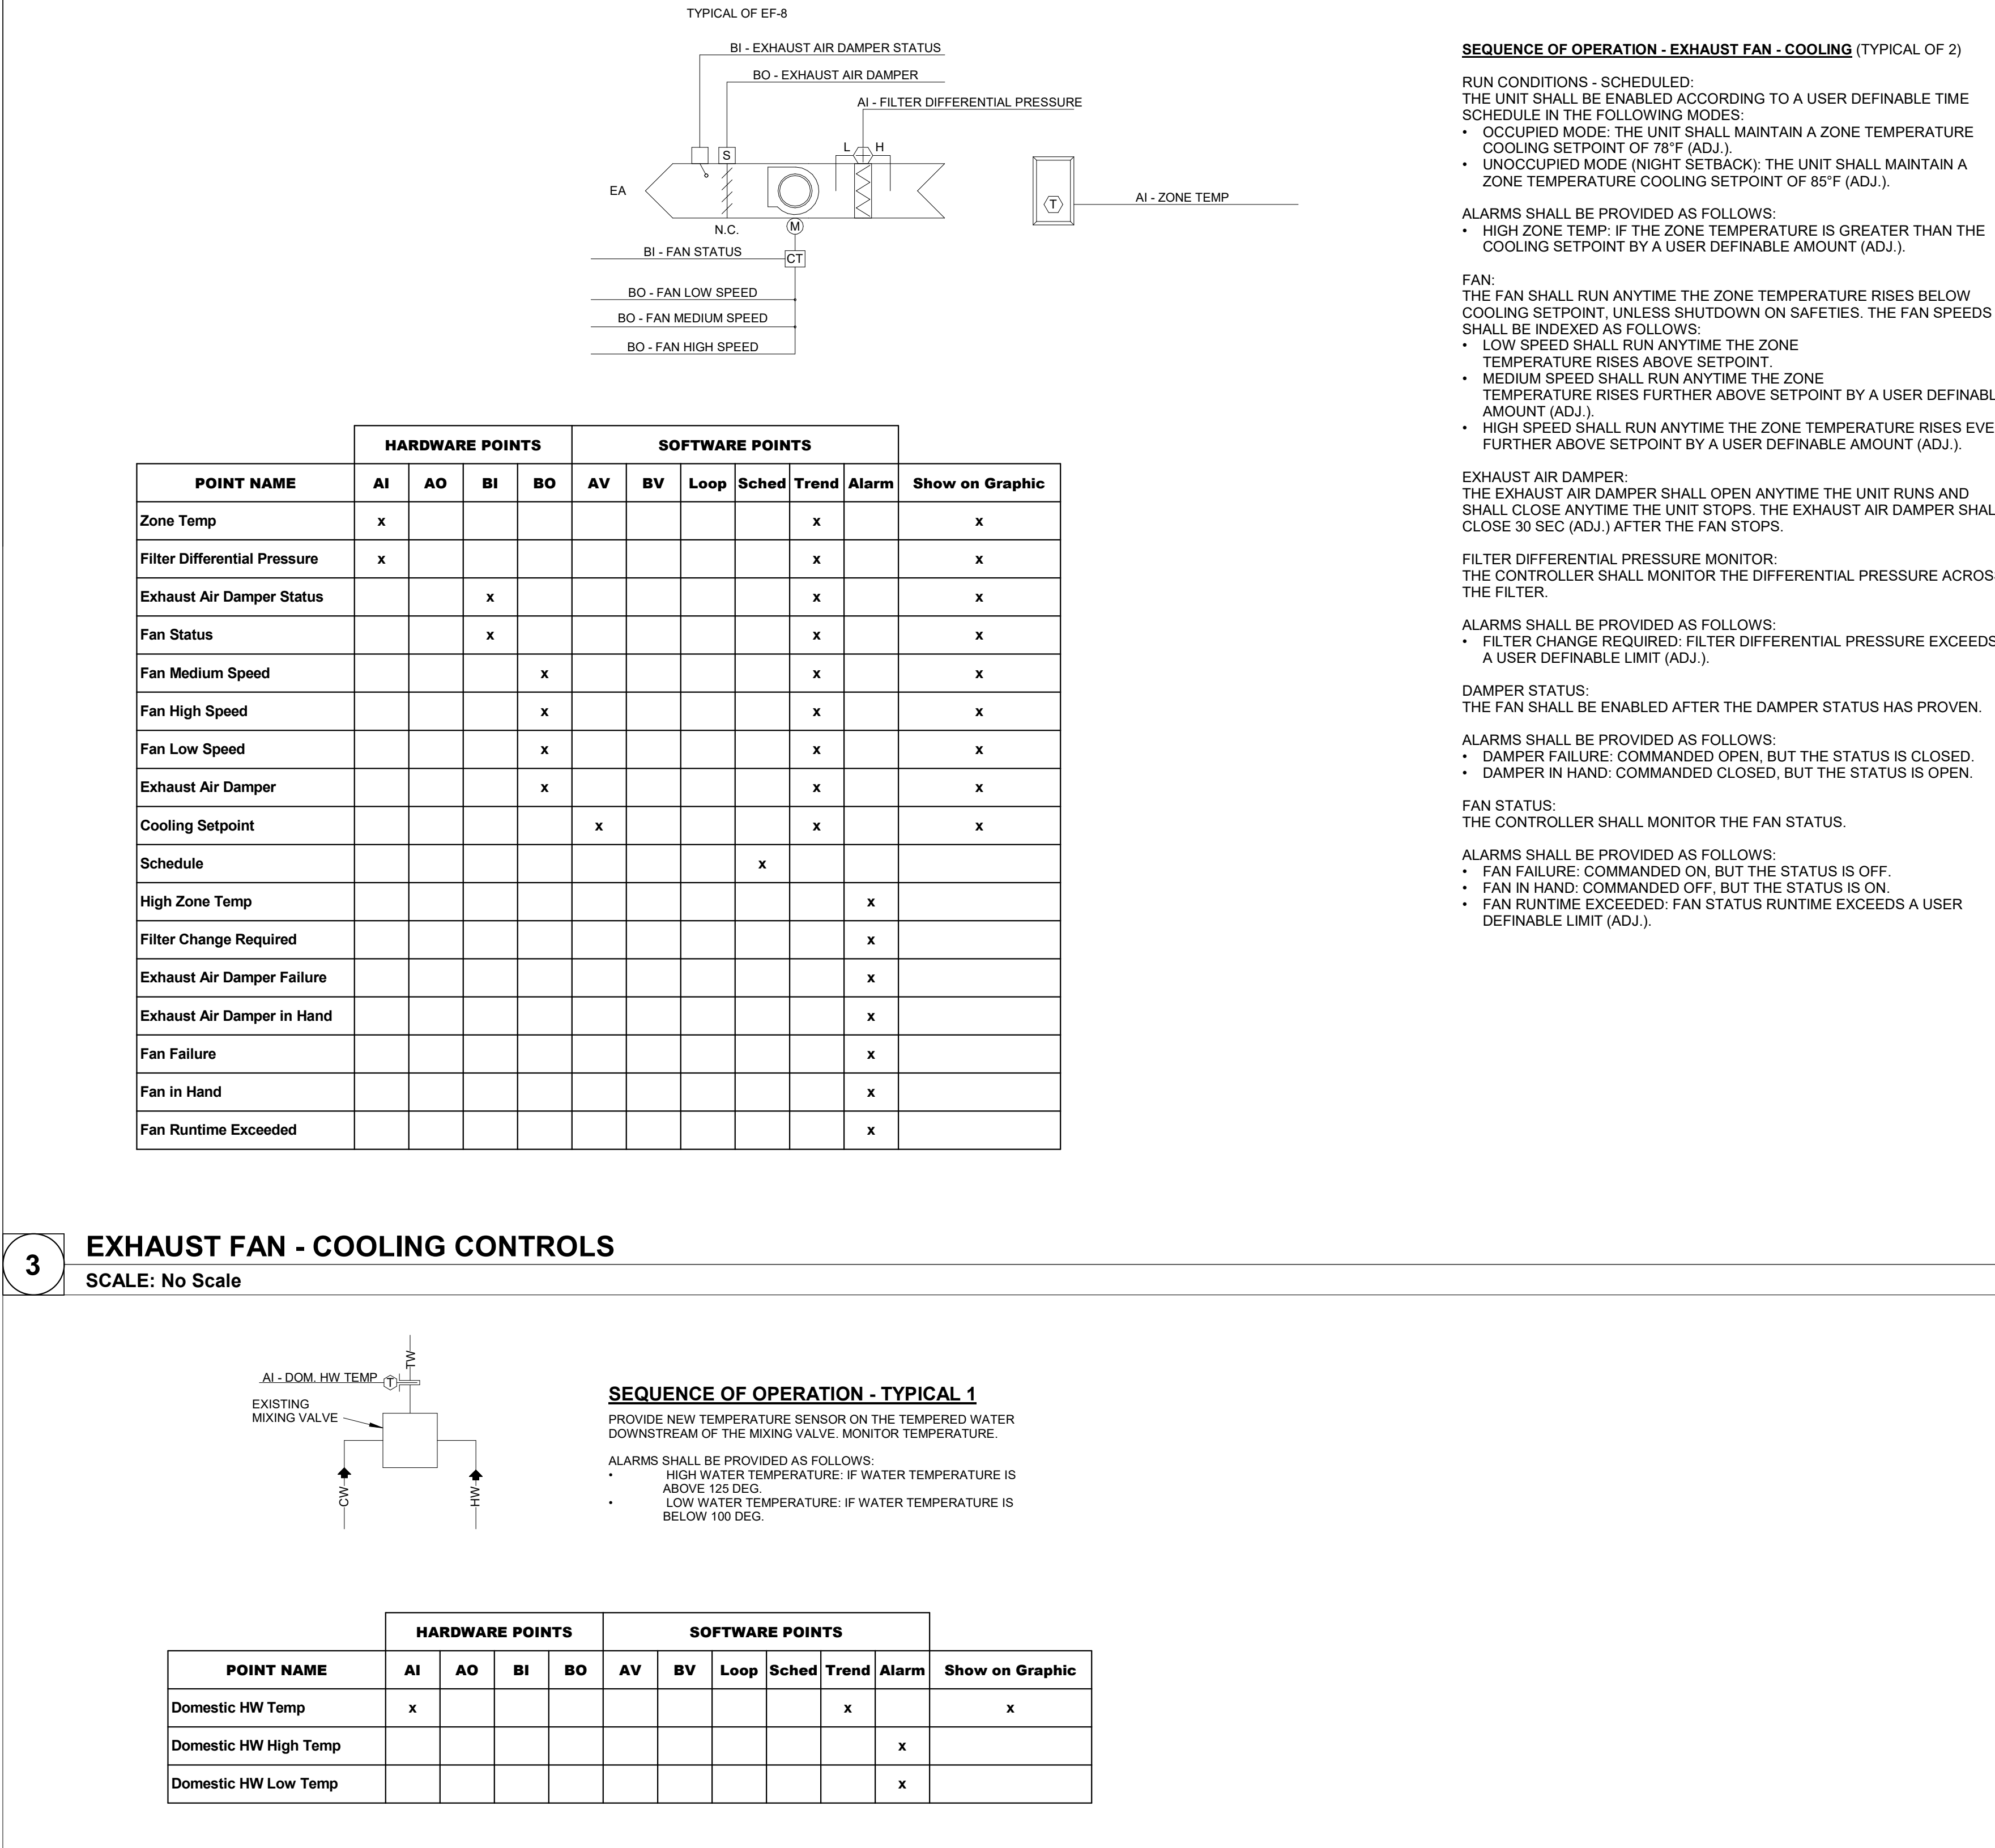 TYPICAL OF EF-8
BI - EXHAUST AIR DAMPER STATUS
BO - EXHAUST AIR DAMPER
AI - FILTER DIFFERENTIAL PRESSURE
S
L
H
EA
T
AI - ZONE TEMP
N.C.
M
BI - FAN STATUS
CT
BO - FAN LOW SPEED
BO - FAN MEDIUM SPEED
BO - FAN HIGH SPEED
HARDWARE POINTS SOFTWARE POINTS
POINT NAME AI AO BI BO AV BV Loop Sched Trend Alarm Show on Graphic
Zone Temp x x x
Filter Differential Pressure x x x
Exhaust Air Damper Status x x x
Fan Status x x x
Fan Medium Speed x x x
Fan High Speed x x x
Fan Low Speed x x x
Exhaust Air Damper x x x
Cooling Setpoint x x x
Schedule x
High Zone Temp x
Filter Change Required x
Exhaust Air Damper Failure x
Exhaust Air Damper in Hand x
Fan Failure x
Fan in Hand x
Fan Runtime Exceeded x
SEQUENCE OF OPERATION - EXHAUST FAN - COOLING (TYPICAL OF 2)
RUN CONDITIONS - SCHEDULED:
THE UNIT SHALL BE ENABLED ACCORDING TO A USER DEFINABLE TIME
SCHEDULE IN THE FOLLOWING MODES:
• OCCUPIED MODE: THE UNIT SHALL MAINTAIN A ZONE TEMPERATURE
COOLING SETPOINT OF 78°F (ADJ.).
• UNOCCUPIED MODE (NIGHT SETBACK): THE UNIT SHALL MAINTAIN A
ZONE TEMPERATURE COOLING SETPOINT OF 85°F (ADJ.).
ALARMS SHALL BE PROVIDED AS FOLLOWS:
• HIGH ZONE TEMP: IF THE ZONE TEMPERATURE IS GREATER THAN THE
COOLING SETPOINT BY A USER DEFINABLE AMOUNT (ADJ.).
FAN:
THE FAN SHALL RUN ANYTIME THE ZONE TEMPERATURE RISES BELOW
COOLING SETPOINT, UNLESS SHUTDOWN ON SAFETIES. THE FAN SPEEDS
SHALL BE INDEXED AS FOLLOWS:
• LOW SPEED SHALL RUN ANYTIME THE ZONE
TEMPERATURE RISES ABOVE SETPOINT.
• MEDIUM SPEED SHALL RUN ANYTIME THE ZONE
TEMPERATURE RISES FURTHER ABOVE SETPOINT BY A USER DEFINABL
AMOUNT (ADJ.).
• HIGH SPEED SHALL RUN ANYTIME THE ZONE TEMPERATURE RISES EVE
FURTHER ABOVE SETPOINT BY A USER DEFINABLE AMOUNT (ADJ.).
EXHAUST AIR DAMPER:
THE EXHAUST AIR DAMPER SHALL OPEN ANYTIME THE UNIT RUNS AND
SHALL CLOSE ANYTIME THE UNIT STOPS. THE EXHAUST AIR DAMPER SHAL
CLOSE 30 SEC (ADJ.) AFTER THE FAN STOPS.
FILTER DIFFERENTIAL PRESSURE MONITOR:
THE CONTROLLER SHALL MONITOR THE DIFFERENTIAL PRESSURE ACROS
THE FILTER.
ALARMS SHALL BE PROVIDED AS FOLLOWS:
• FILTER CHANGE REQUIRED: FILTER DIFFERENTIAL PRESSURE EXCEEDS
A USER DEFINABLE LIMIT (ADJ.).
DAMPER STATUS:
THE FAN SHALL BE ENABLED AFTER THE DAMPER STATUS HAS PROVEN.
ALARMS SHALL BE PROVIDED AS FOLLOWS:
• DAMPER FAILURE: COMMANDED OPEN, BUT THE STATUS IS CLOSED.
• DAMPER IN HAND: COMMANDED CLOSED, BUT THE STATUS IS OPEN.
FAN STATUS:
THE CONTROLLER SHALL MONITOR THE FAN STATUS.
ALARMS SHALL BE PROVIDED AS FOLLOWS:
• FAN FAILURE: COMMANDED ON, BUT THE STATUS IS OFF.
• FAN IN HAND: COMMANDED OFF, BUT THE STATUS IS ON.
• FAN RUNTIME EXCEEDED: FAN STATUS RUNTIME EXCEEDS A USER
DEFINABLE LIMIT (ADJ.).
3
EXHAUST FAN - COOLING CONTROLS
SCALE: No Scale
TW
AI - DOM. HW TEMP
T
EXISTING
MIXING VALVE
CW
HW
SEQUENCE OF OPERATION - TYPICAL 1
PROVIDE NEW TEMPERATURE SENSOR ON THE TEMPERED WATER
DOWNSTREAM OF THE MIXING VALVE. MONITOR TEMPERATURE.
ALARMS SHALL BE PROVIDED AS FOLLOWS:
• HIGH WATER TEMPERATURE: IF WATER TEMPERATURE IS
ABOVE 125 DEG.
• LOW WATER TEMPERATURE: IF WATER TEMPERATURE IS
BELOW 100 DEG.
HARDWARE POINTS SOFTWARE POINTS
POINT NAME AI AO BI BO AV BV Loop Sched Trend Alarm Show on Graphic
Domestic HW Temp x x x
Domestic HW High Temp x
Domestic HW Low Temp x